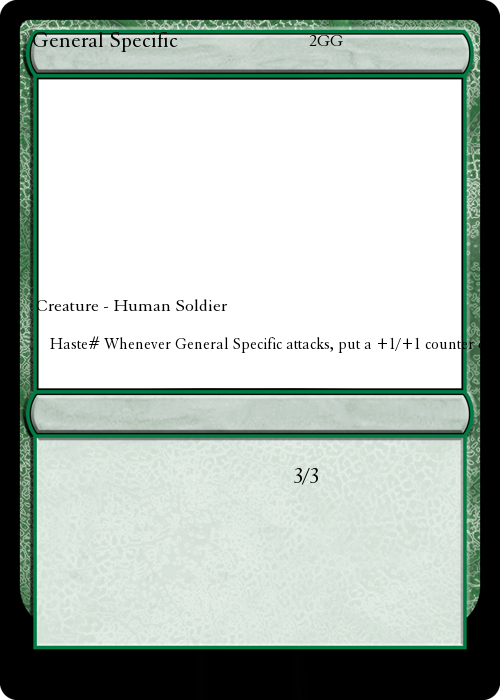 General Specific 2GG
Creature - Human Soldier
Haste# Whenever General Specific attacks, put a +1/+1 counter
3/3